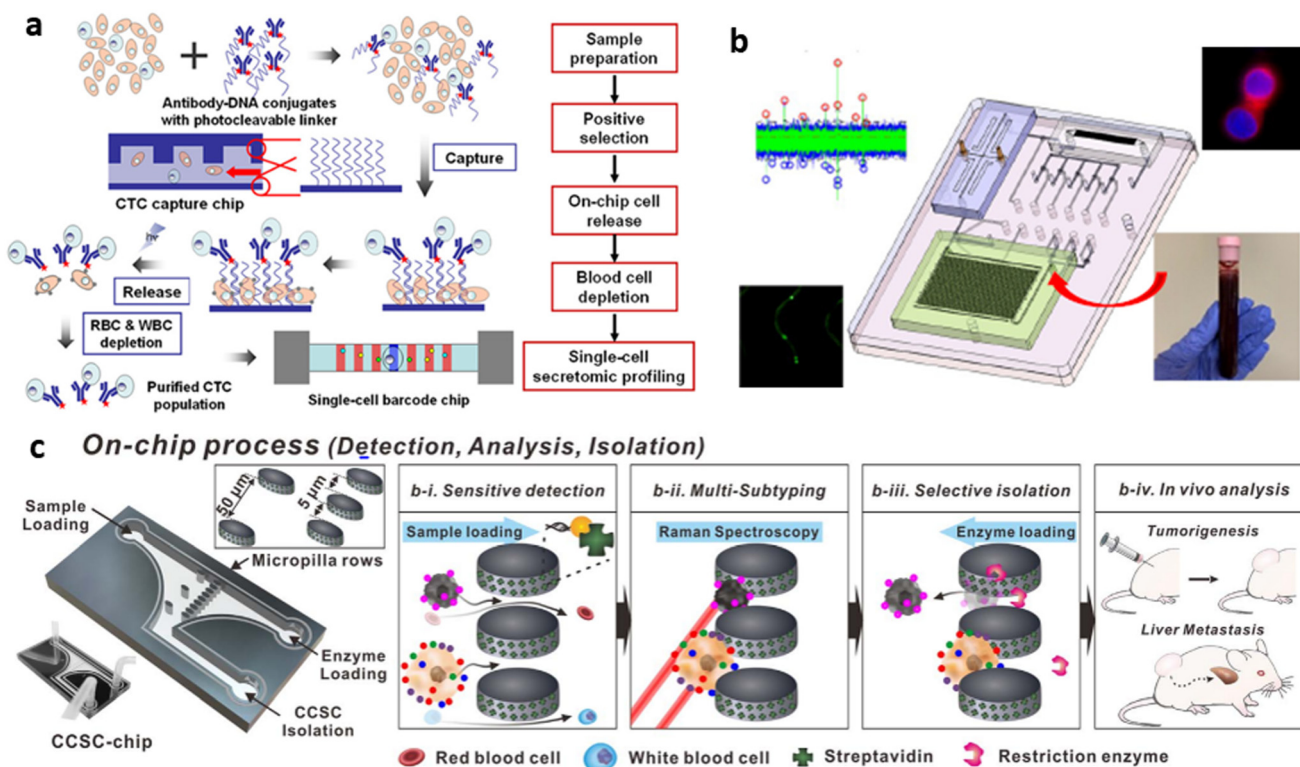 a
Antibody-DNA conjugates
with photocleavable linker
Capture
CTC capture chip
hν
Release
RBC & WBC
depletion
Purified CTC
population
Single-cell barcode chip
Sample
preparation
Positive
selection
On-chip cell
release
Blood cell
depletion
Single-cell
secretomic profiling
b
c
On-chip process (Detection, Analysis, Isolation)
Sample
Loading
50 μm
5 μm
Micropilla rows
Enzyme
Loading
CCSC
Isolation
CCSC-chip
b-i. Sensitive detection
Sample loading
b-ii. Multi-Subtyping
Raman Spectroscopy
b-iii. Selective isolation
Enzyme loading
b-iv. In vivo analysis
Tumorigenesis
Liver Metastasis
Red blood cell
White blood cell
Streptavidin
Restriction enzyme